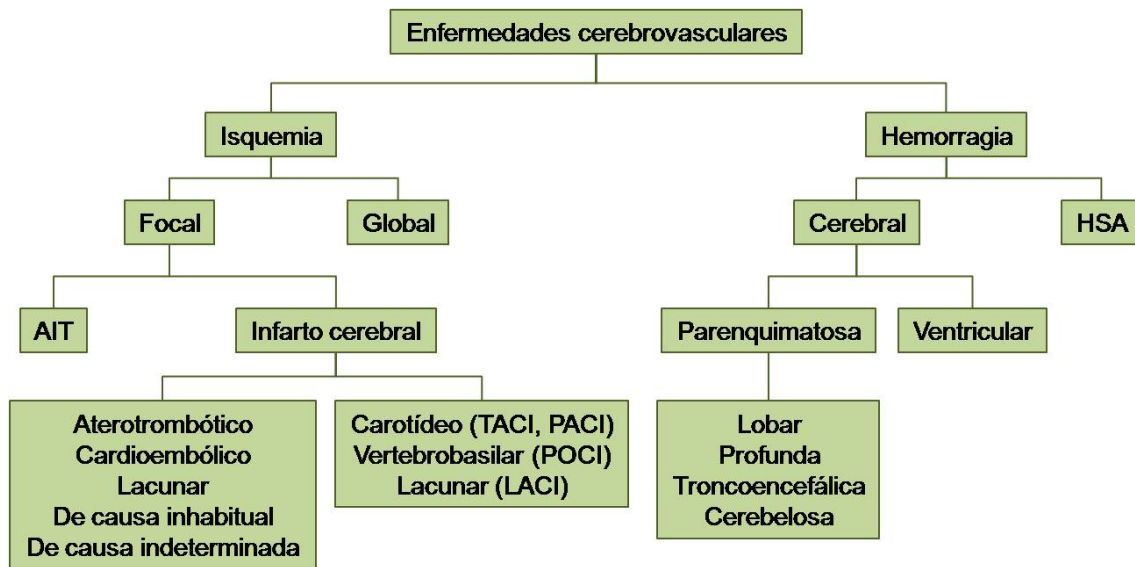 Enfermedades cerebrovasculares
Isquemia
Hemorragia
Focal
Global
Cerebral
HSA
AIT
Infarto cerebral
Parenquimatosa
Ventricular
Aterotrombótico
Cardioembólico
Lacunar
De causa inhabitual
De causa indeterminada
Carotídeo (TACI, PACI)
Vertebrobasilar (POCI)
Lacunar (LACI)
Lobar
Profunda
Troncoencefálica
Cerebelosa